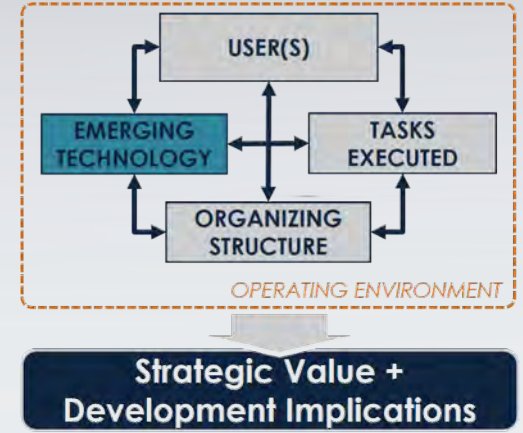 USER(S)
EMERGING
TECHNOLOGY
TASKS
EXECUTED
ORGANIZING
STRUCTURE
OPERATING ENVIRONMENT
Strategic Value +
Development Implications